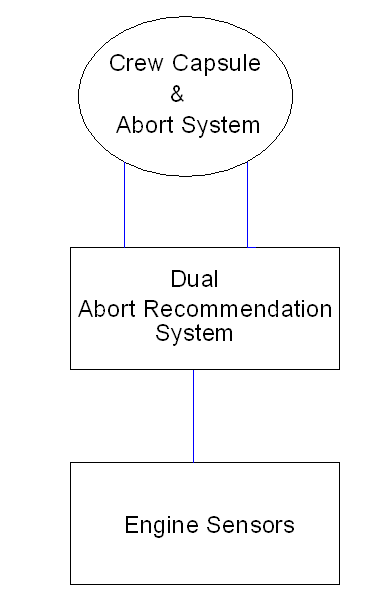 Crew Capsule
&
Abort System
Dual
Abort Recommendation
System
Engine Sensors